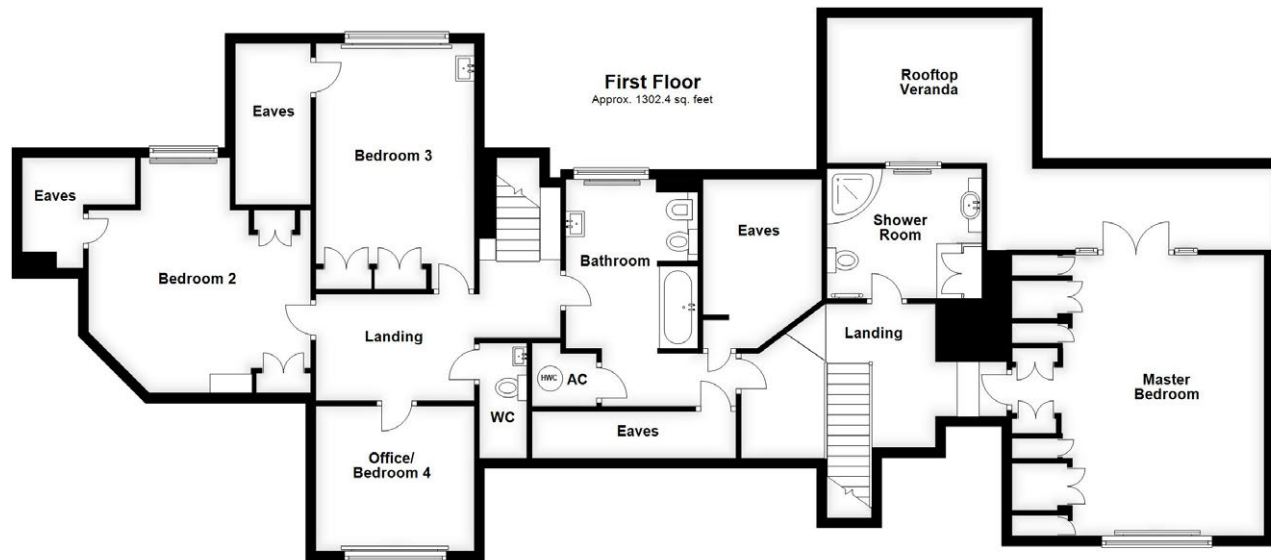 First Floor
Approx. 1302.4 sq. feet
Rooftop
Veranda
Eaves
Bedroom 3
Eaves
Bedroom 2
Bathroom
Eaves
Shower
Room
Landing
Landing
HWC
AC
WC
Eaves
Office/
Bedroom 4
Master
Bedroom